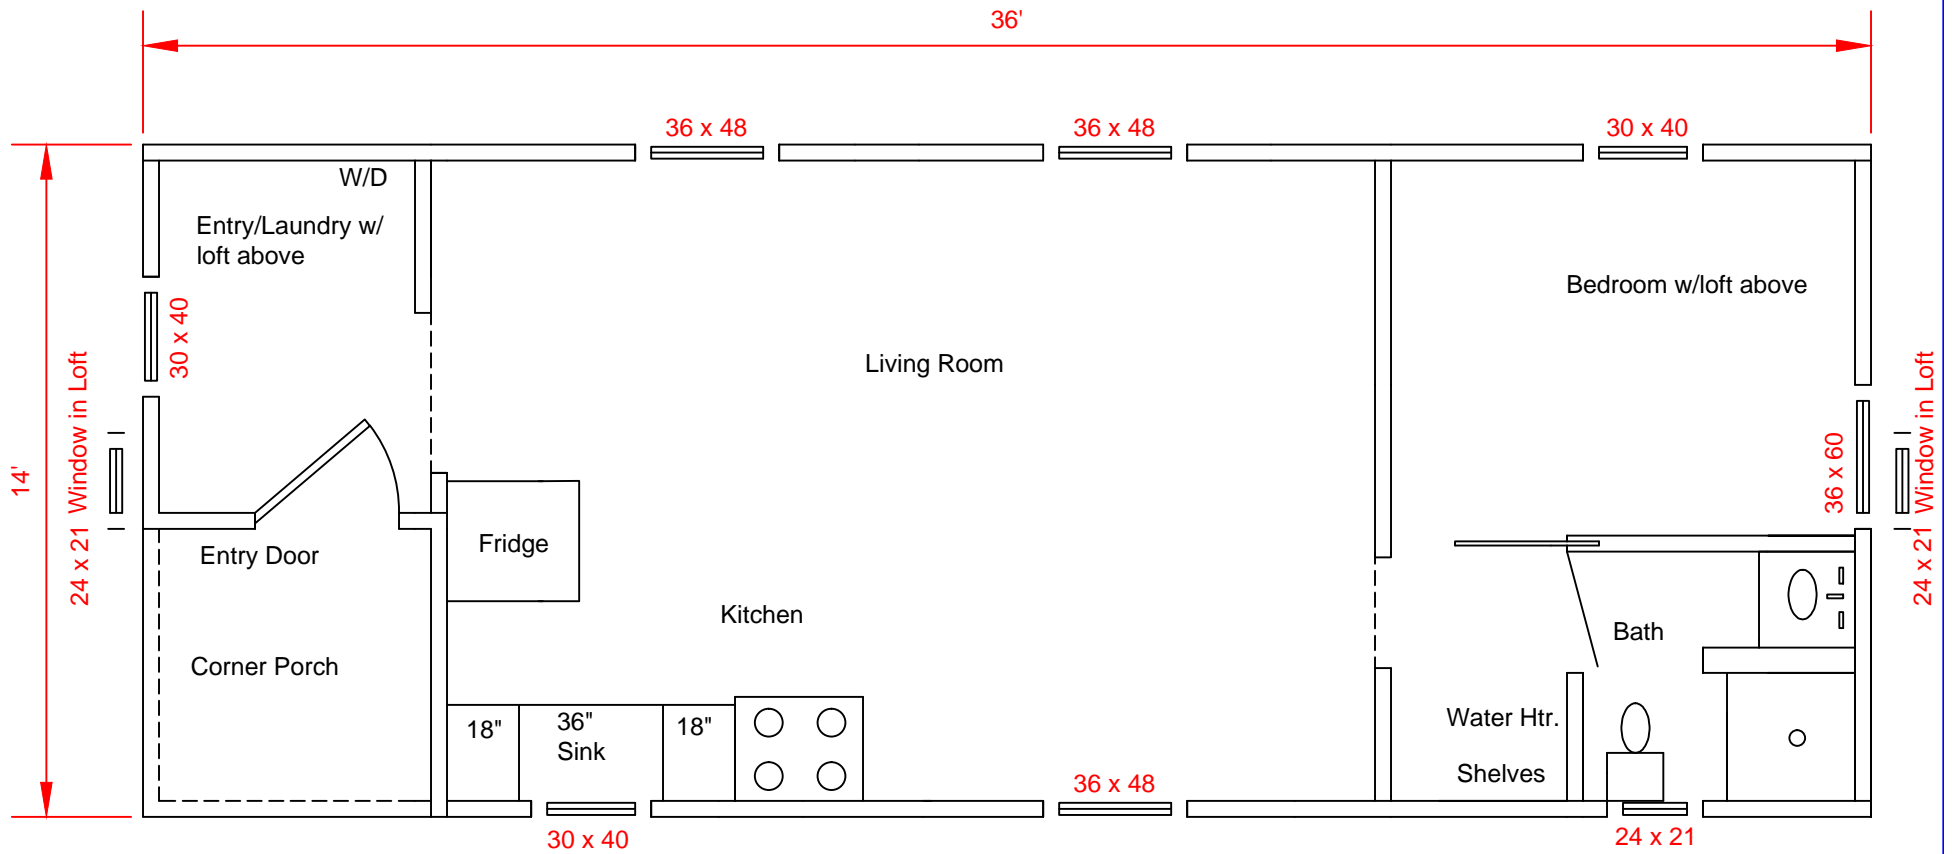 36'
36 x 48
36 x 48
30 x 40
W/D
Entry/Laundry w/
loft above
Bedroom w/loft above
30 x 40
Living Room
24 x 21 Window in Loft
14'
36 x 60
24 x 21 Window in Loft
Fridge
Entry Door
Kitchen
Bath
Corner Porch
18"
36"
Sink
18"
Water Htr.
Shelves
36 x 48
30 x 40
24 x 21